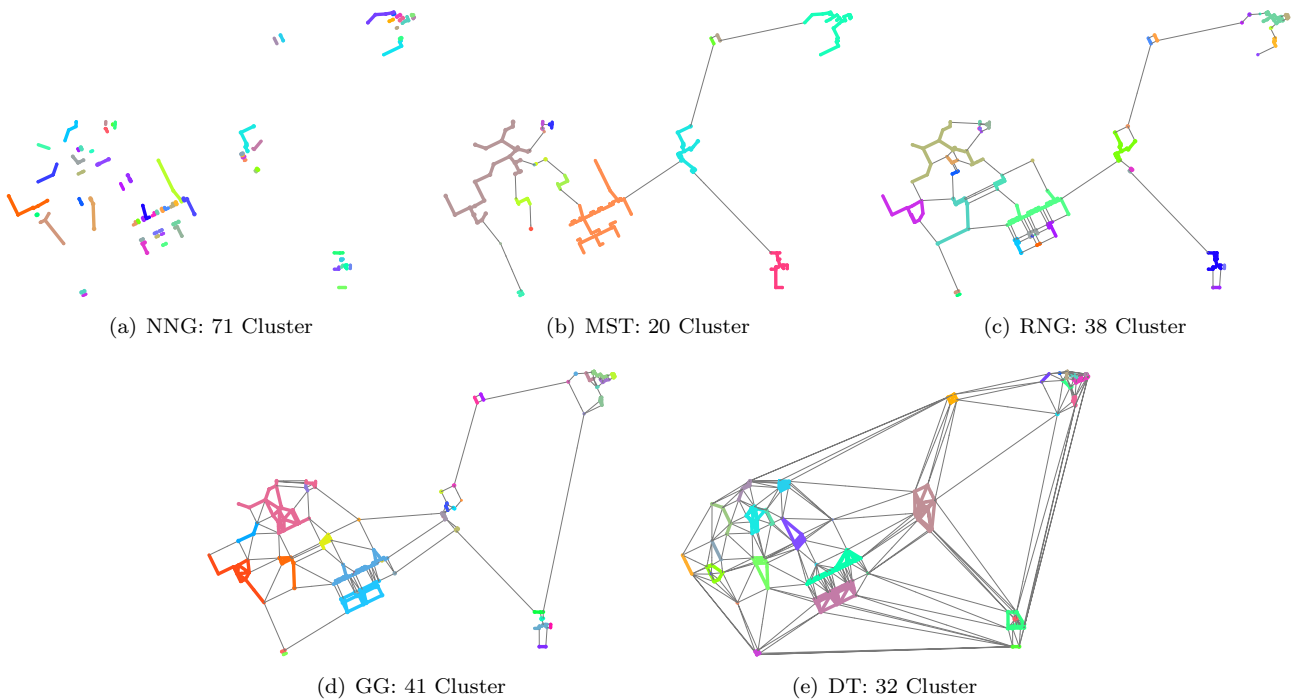 (a) NNG: 71 Cluster
(b) MST: 20 Cluster
(c) RNG: 38 Cluster
(d) GG: 41 Cluster
(e) DT: 32 Cluster